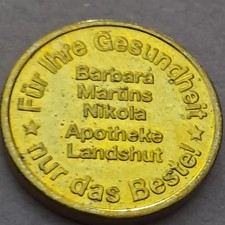 Für Ihre Gesundheit
Barbara
Martins
Nikola
Apotheke
Landshut
nur das Beste!